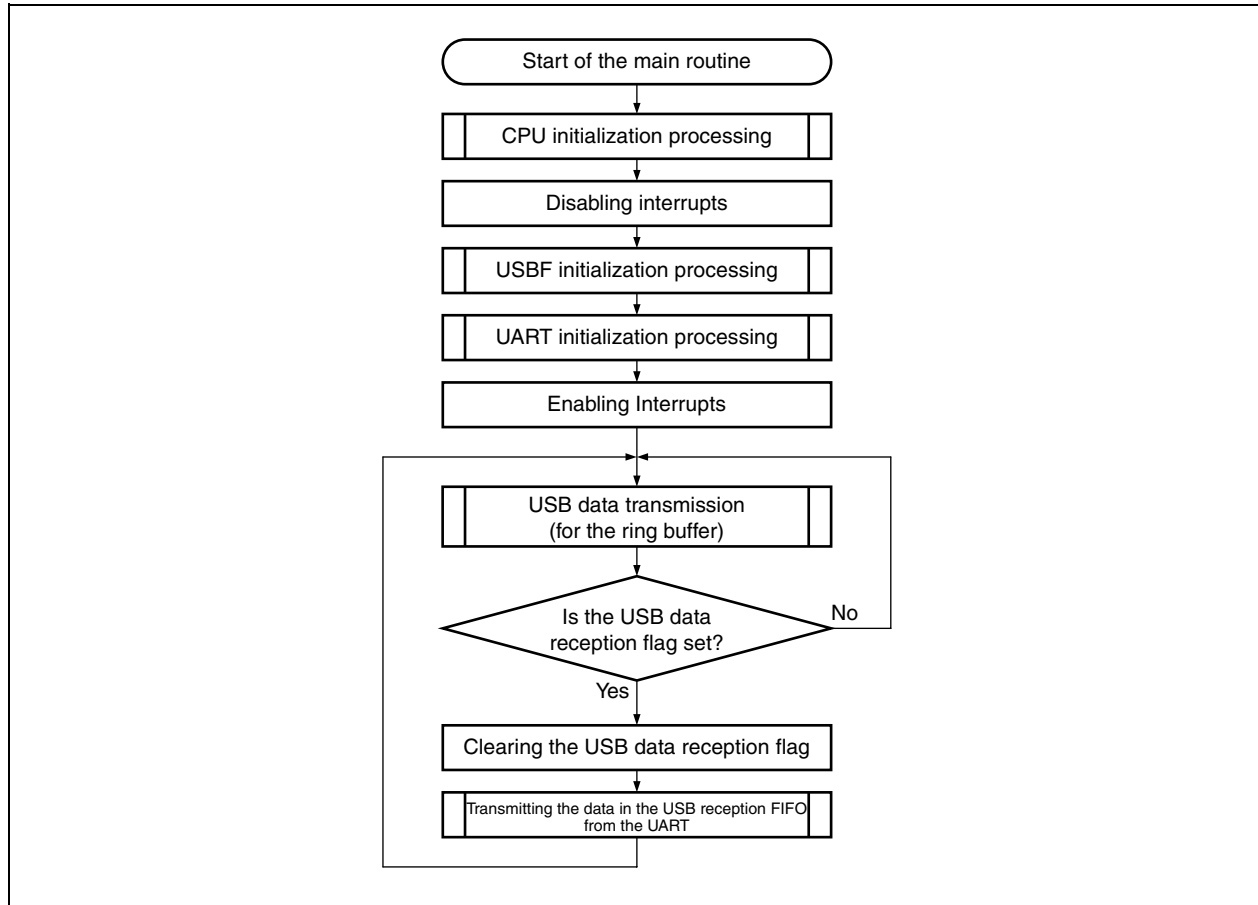 Start of the main routine
CPU initialization processing
Disabling interrupts
USBF initialization processing
UART initialization processing
Enabling Interrupts
USB data transmission
(for the ring buffer)
Is the USB data
reception flag set?
No
Yes
Clearing the USB data reception flag
Transmitting the data in the USB reception FIFO
from the UART